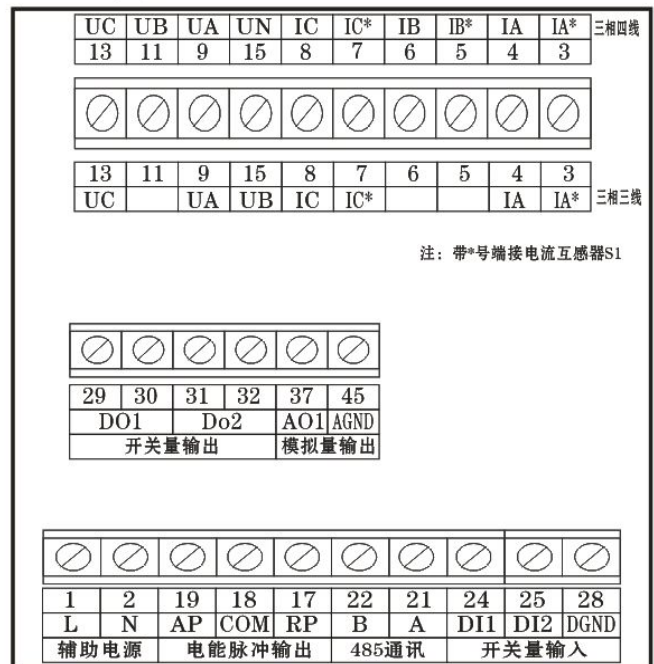 UC UB UA UN IC IC* IB IB* IA IA* 三相四线
13 11 9 15 8 7 6 5 4 3
13 11 9 15 8 7 6 5 4 3
UC UA UB IC IC* IA IA* 三相三线
注：带*号端接电流互感器S1
29 30 31 32 37 45
DO1 Do2 AO1 AGND
开关量输出 模拟量输出
1 2 19 18 17 22 21 24 25 28
L N AP COM RP B A DI1 DI2 DGND
辅助电源 电能脉冲输出 485通讯 开关量输入